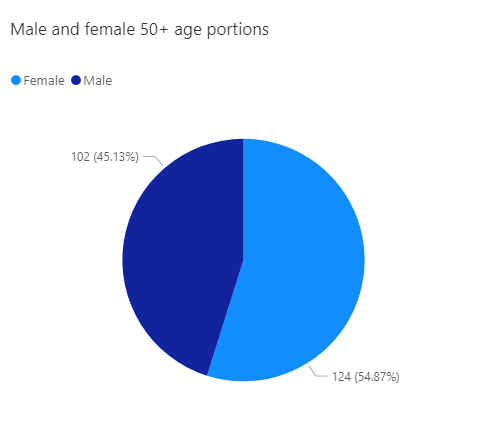 Male and female 50+ age portions
Female Male
102 (45.13%)
124 (54.87%)